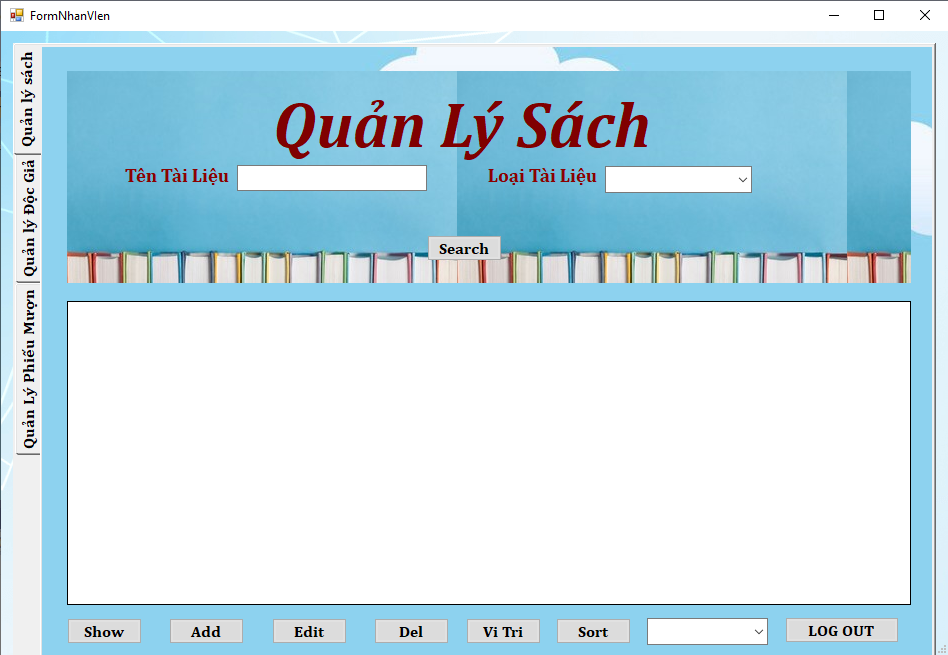 FormNhanVIen
Quản lý sách
Quản lý Độc Giả
Quản Lý Phiếu Mượn
Quản Lý Sách
Tên Tài Liệu
Loại Tài Liệu
Search
Show
Add
Edit
Del
Vi Tri
Sort
LOG OUT